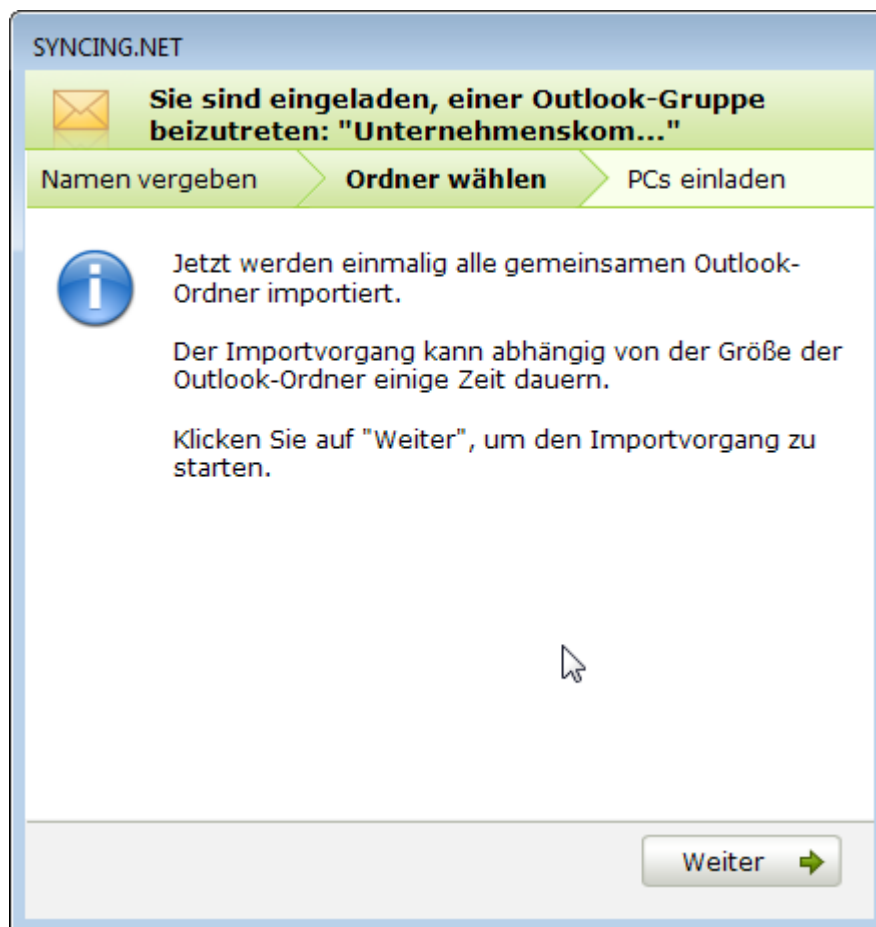 SYNCING.NET
Sie sind eingeladen, einer Outlook-Gruppe
beizutreten: "Unternehmenskom..."
Namen vergeben Ordner wählen PCs einladen
Jetzt werden einmalig alle gemeinsamen Outlook-
Ordner importiert.
Der Importvorgang kann abhängig von der Größe der
Outlook-Ordner einige Zeit dauern.
Klicken Sie auf "Weiter", um den Importvorgang zu
starten.
Weiter